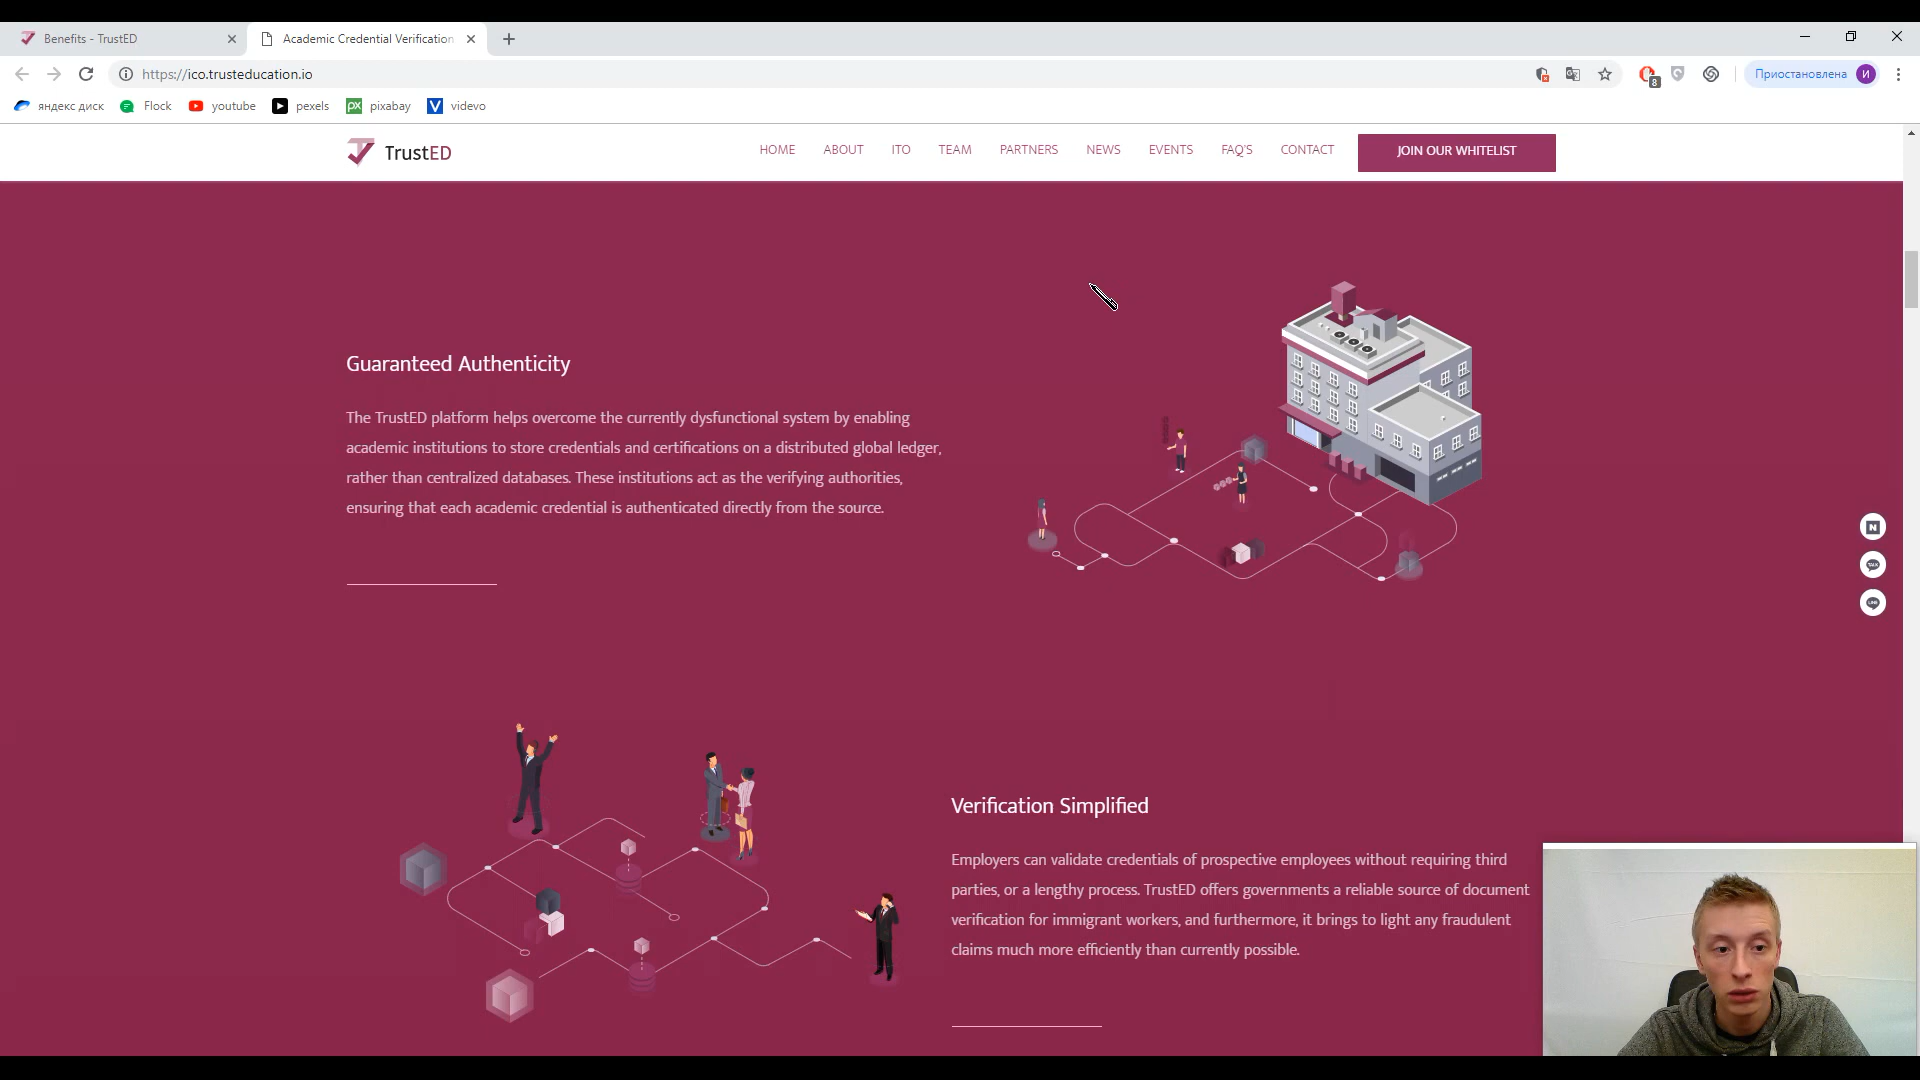 Benefits - TrustED
Academic Credential Verification
https://ico.trusteducation.io
8
Приостановлена
И
яндекс диск
Flock
youtube
px
pexels
pixabay
V
videvo
TrustED
HOME
ABOUT
ITO
TEAM
PARTNERS
NEWS
EVENTS
FAQ'S
CONTACT
JOIN OUR WHITELIST
Guaranteed Authenticity
The TrustED platform helps overcome the currently dysfunctional system by enabling
academic institutions to store credentials and certifications on a distributed global ledger,
rather than centralized databases. These institutions act as the verifying authorities,
ensuring that each academic credential is authenticated directly from the source.
N
TALK
LINE
Verification Simplified
Employers can validate credentials of prospective employees without requiring third
parties, or a lengthy process. TrustED offers governments a reliable source of document
verification for immigrant workers, and furthermore, it brings to light any fraudulent
claims much more efficiently than currently possible.